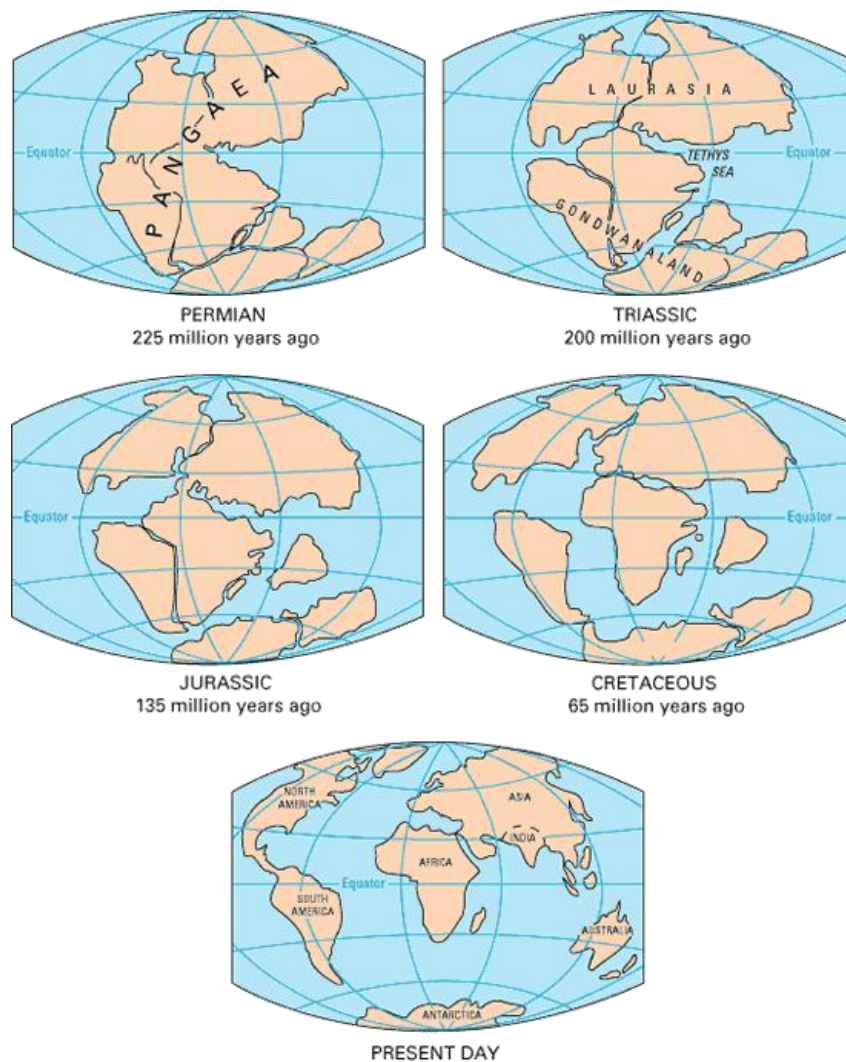 PANGAEA
Equator
PERMIAN
225 million years ago
LAURASIA
TETHYS
SEA
Equator
GONDWANALAND
TRIASSIC
200 million years ago
Equator
JURASSIC
135 million years ago
Equator
CRETACEOUS
65 million years ago
NORTH
AMERICA
ASIA
INDIA
AFRICA
Equator
SOUTH
AMERICA
AUSTRALIA
ANTARCTICA
PRESENT DAY